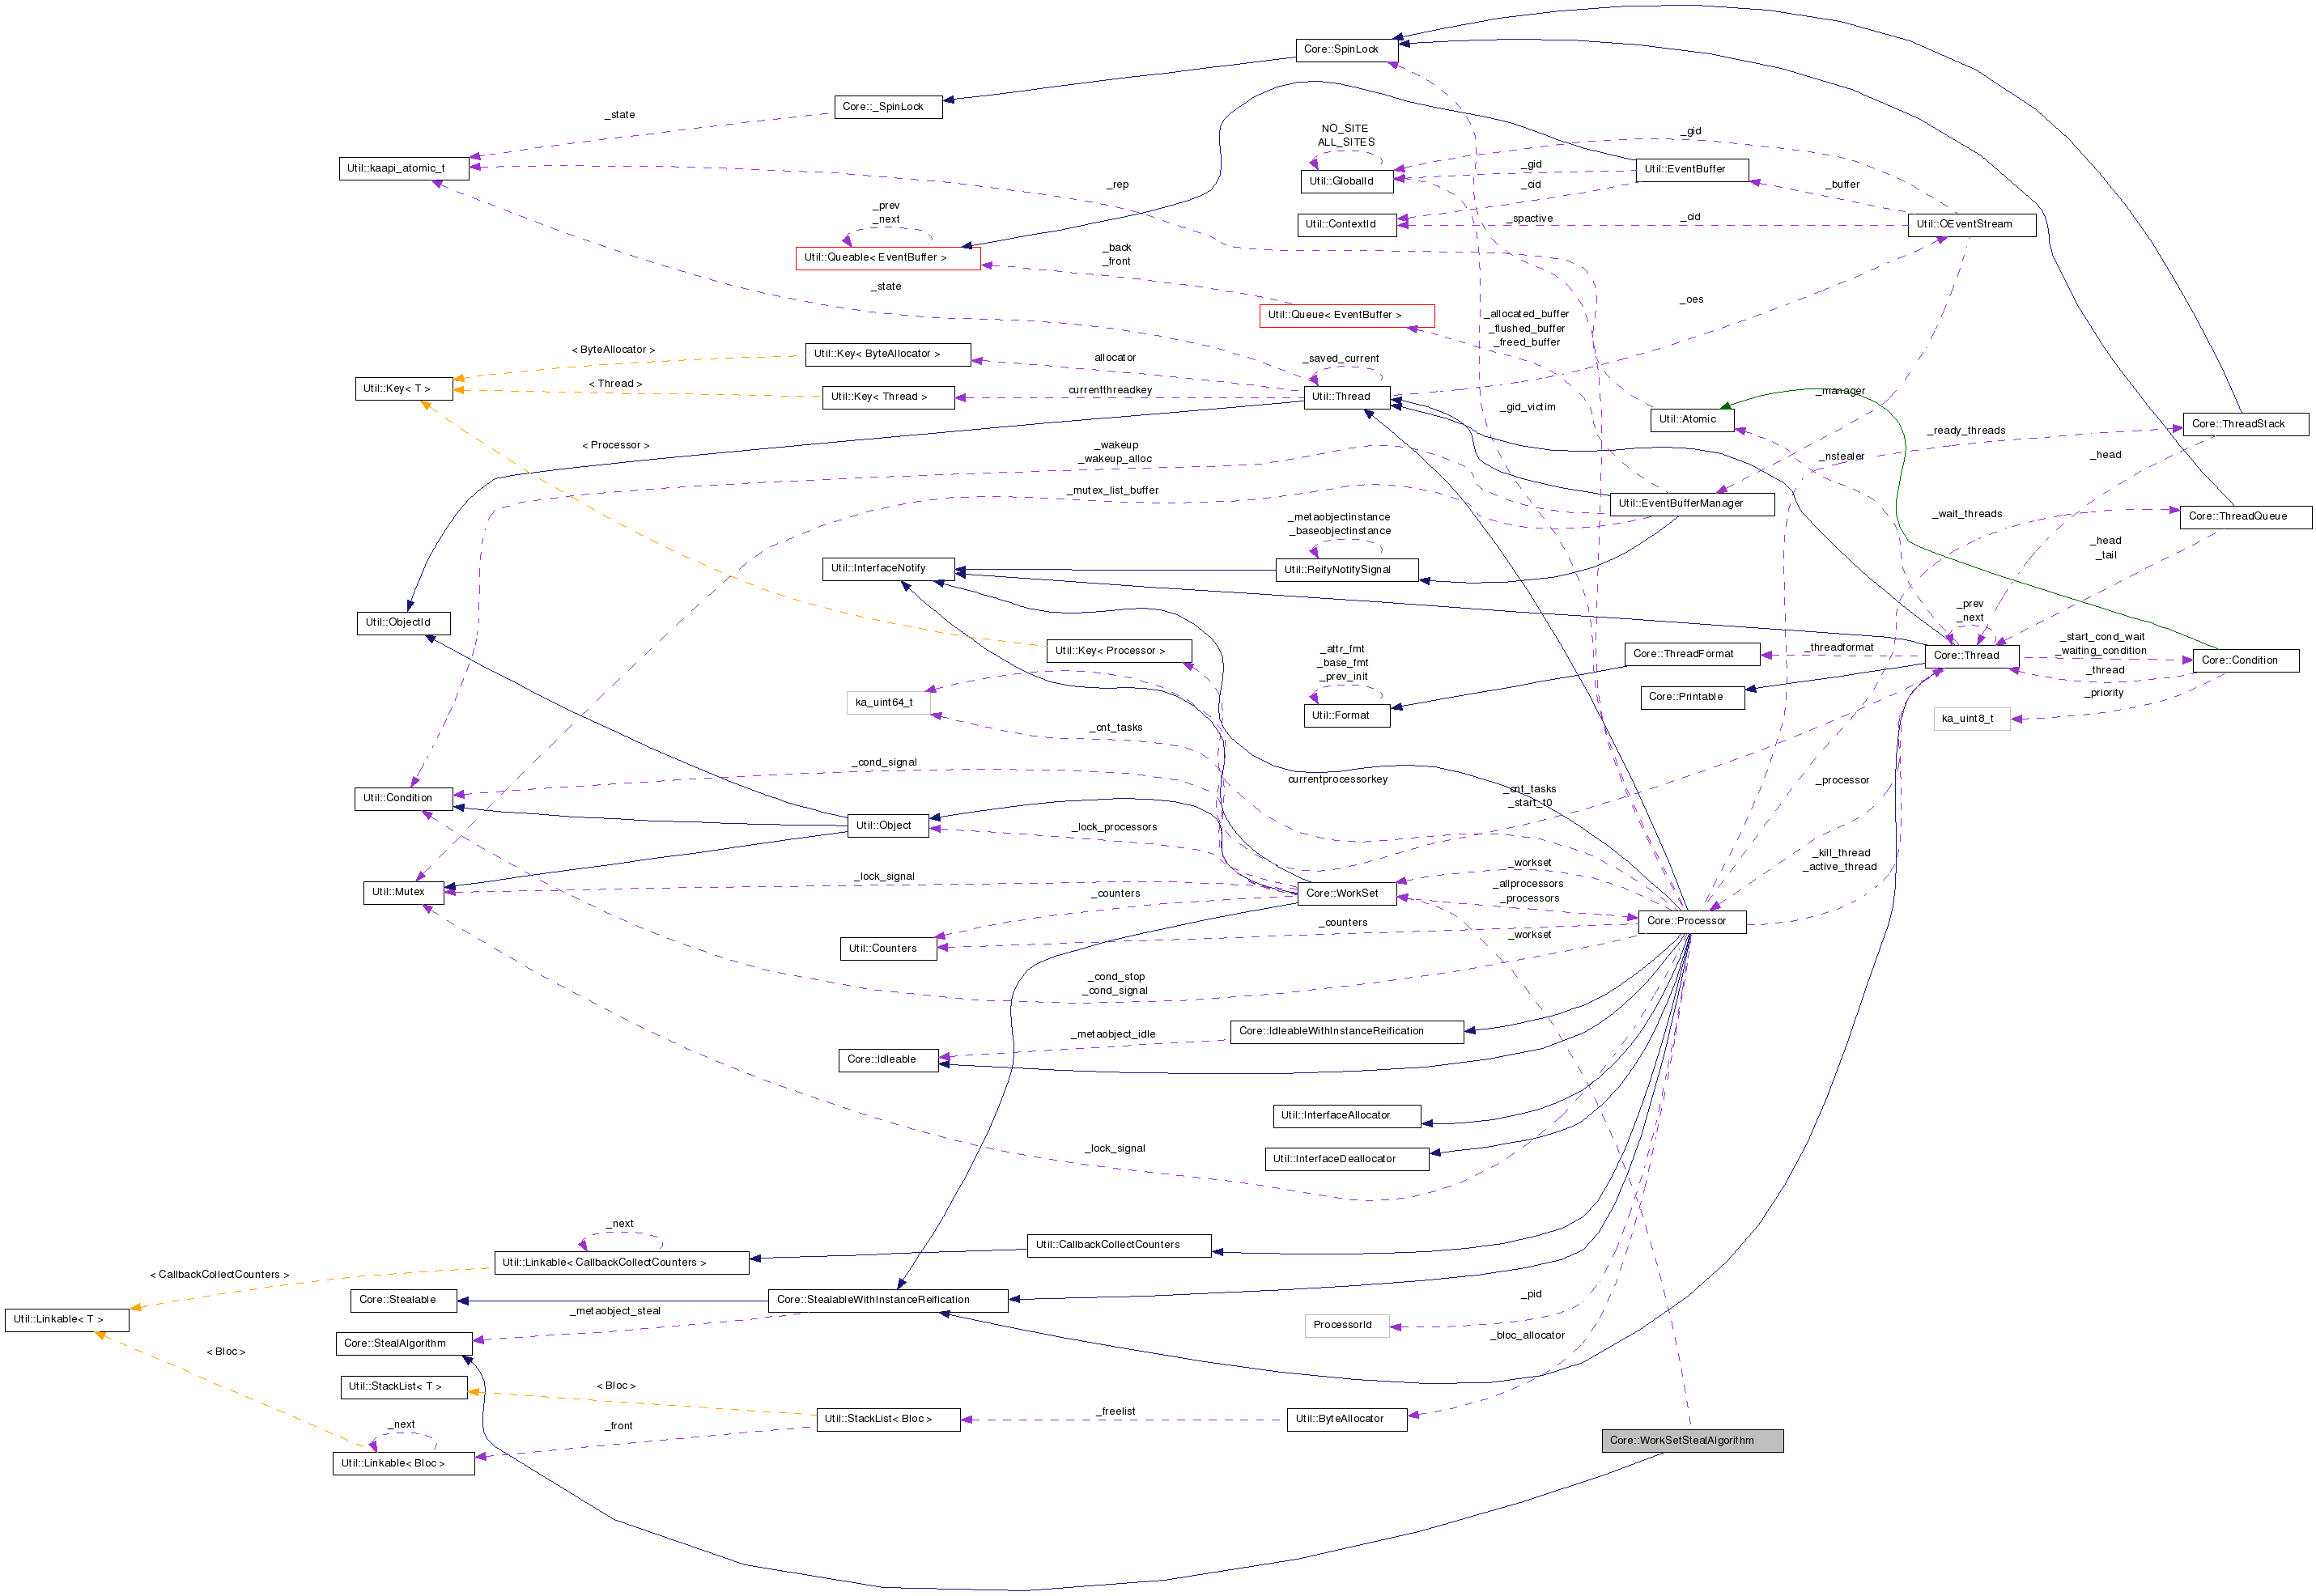 Core::SpinLock
Core::_SpinLock
_state
NO_SITE
ALL_SITES
_gid
Util::kaapi_atomic_t
Util::GlobalId
_gid
Util::EventBuffer
_rep
_cid
_buffer
_prev
_next
Util::ContextId
_spactive
_cid
Util::OEventStream
Util::Queable< EventBuffer >
_back
_front
_state
_oes
Util::Queue< EventBuffer >
_allocated_buffer
_flushed_buffer
_freed_buffer
< ByteAllocator >
Util::Key< ByteAllocator >
allocator
_saved_current
Util::Key< T >
< Thread >
Util::Key< Thread >
currentthreadkey
Util::Thread
_manager
_gid_victim
Util::Atomic
Core::ThreadStack
< Processor >
_wakeup
_wakeup_alloc
_ready_threads
_nstealer
_head
_mutex_list_buffer
Util::EventBufferManager
_wait_threads
Core::ThreadQueue
_metaobjectinstance
_baseobjectinstance
_head
_tail
Util::InterfaceNotify
Util::ReifyNotifySignal
Util::ObjectId
_prev
_next
Util::Key< Processor >
_attr_fmt
_base_fmt
_prev_init
Core::ThreadFormat
_threadformat
Core::Thread
_start_cond_wait
_waiting_condition
_thread
Core::Condition
ka_uint64_t
Util::Format
Core::Printable
_priority
ka_uint8_t
_cnt_tasks
_cond_signal
currentprocessorkey
_cnt_tasks
_start_t0
_processor
Util::Condition
Util::Object
_lock_processors
_workset
_kill_thread
_active_thread
_lock_signal
Util::Mutex
_counters
Core::WorkSet
_allprocessors
_processors
Core::Processor
Util::Counters
_counters
_workset
_cond_stop
_cond_signal
Core::IdleableWithInstanceReification
_metaobject_idle
Core::Idleable
Util::InterfaceAllocator
_lock_signal
Util::InterfaceDeallocator
_next
Util::CallbackCollectCounters
Util::Linkable< CallbackCollectCounters >
< CallbackCollectCounters >
Core::Stealable
Core::StealableWithInstanceReification
_pid
Util::Linkable< T >
_metaobject_steal
ProcessorId
Core::StealAlgorithm
_bloc_allocator
< Bloc >
Util::StackList< T >
< Bloc >
Util::StackList< Bloc >
_freelist
Util::ByteAllocator
_next
_front
Util::Linkable< Bloc >
Core::WorkSetStealAlgorithm